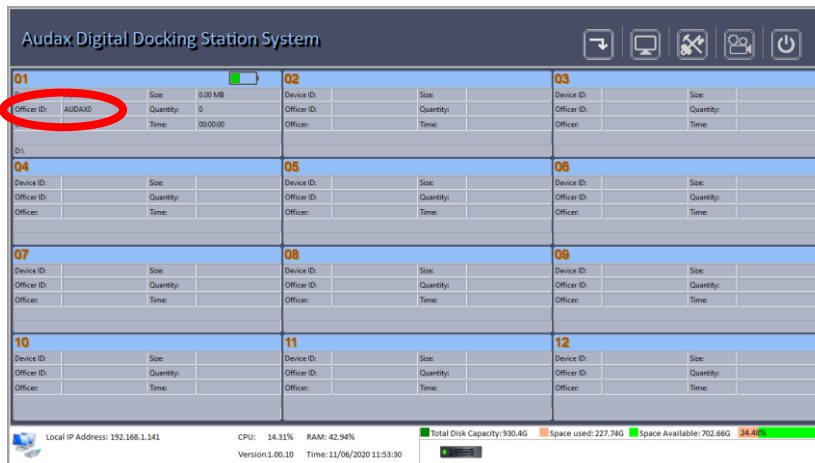 Audax Digital Docking Station System
01 02 03
Size: 0.00 MB Device ID: Size: Device ID: Size:
Officer ID: AUDAX0 Quantity: 0 Officer ID: Quantity: Officer ID: Quantity:
Time: 00:00:00 Officer: Time: Officer: Time:
D:\
04 05 06
Device ID: Size: Device ID: Size: Device ID: Size:
Officer ID: Quantity: Officer ID: Quantity: Officer ID: Quantity:
Officer: Time: Officer: Time: Officer: Time:
07 08 09
Device ID: Size: Device ID: Size: Device ID: Size:
Officer ID: Quantity: Officer ID: Quantity: Officer ID: Quantity:
Officer: Time: Officer: Time: Officer: Time:
10 11 12
Device ID: Size: Device ID: Size: Device ID: Size:
Officer ID: Quantity: Officer ID: Quantity: Officer ID: Quantity:
Officer: Time: Officer: Time: Officer: Time:
Local IP Address: 192.168.1.141 CPU: 14.31% RAM: 42.94% Total Disk Capacity: 930.4G Space used: 227.74G Space Available: 702.66G 24.48%
Version:1.00.10 Time:11/06/2020 11:53:30